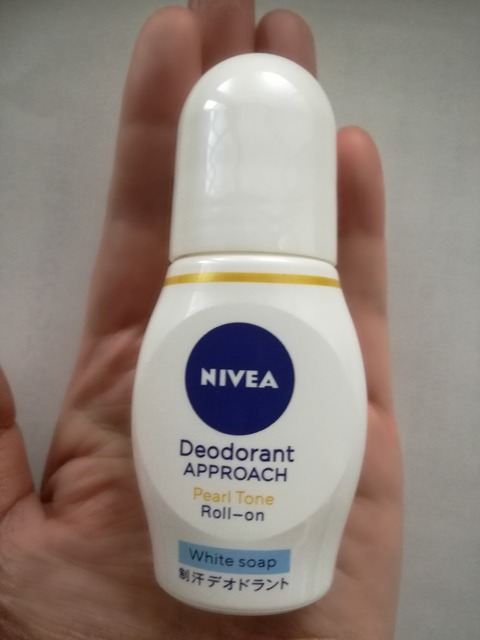 NIVEA
Deodorant
APPROACH
Pearl Tone
Roll-on
White soap
制汗デオドラント